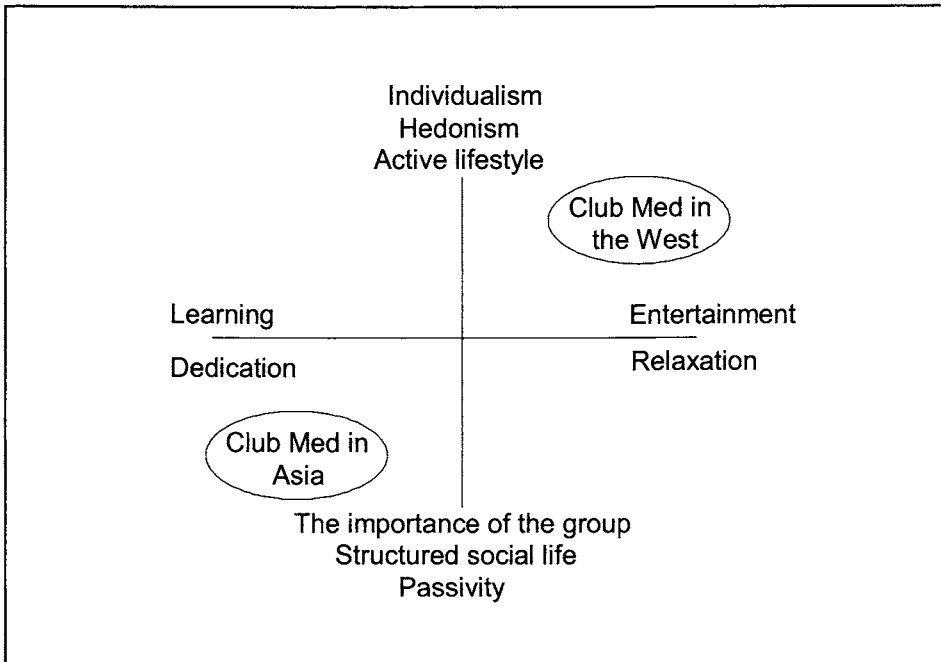 Individualism
Hedonism
Active lifestyle
Club Med in
the West
Learning
Entertainment
Dedication
Relaxation
Club Med in
Asia
The importance of the group
Structured social life
Passivity